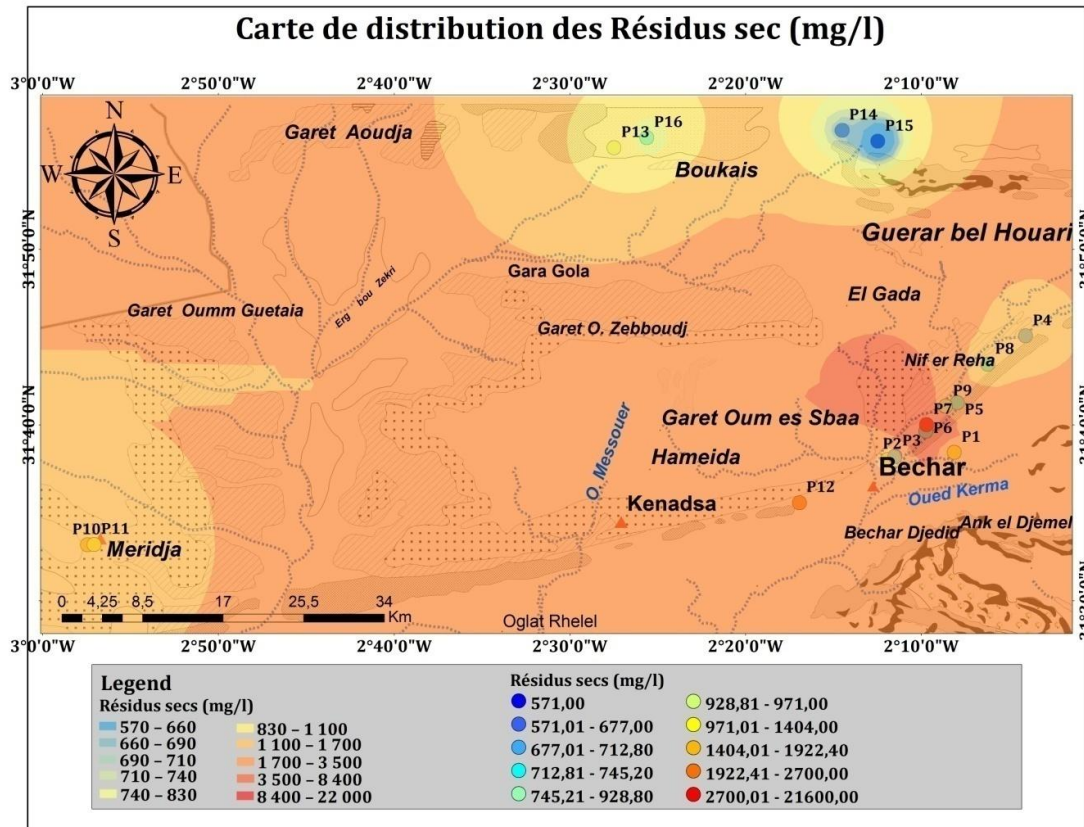 Carte de distribution des Résidus sec (mg/l)
3°0'0"W 2°50'0"W 2°40'0"W 2°30'0"W 2°20'0"W 2°10'0"W
N
W E
S
Garet Aoudja
P13 P16
P14
P15
Boukais
Guerar bel Houari
31°50'0"N
Gara Gola
Erg bou Zekri
El Gada
Garet Oumm Guetaia
Garet O. Zebboudj
P4
Nif er Reha
P8
P9
P7 P5
Garet Oum es Sbaa
P6
31°40'0"N
P2 P3 P1
Hameida
Bechar
O. Messouer
Kenadsa
P12
Oued Kerma
P10P11
Meridja
Bechar Djedid
Ank el Djemel
0 4,25 8,5 17 25,5 34
Km
Oglat Rhelel
3°0'0"W 2°50'0"W 2°40'0"W 2°30'0"W 2°20'0"W 2°10'0"W
Legend
Résidus secs (mg/l)
570 – 660
660 – 690
690 – 710
710 – 740
740 – 830
830 – 1 100
1 100 - 1 700
1 700 – 3 500
3 500 - 8 400
8 400 – 22 000
Résidus secs (mg/l)
571,00
571,01 - 677,00
677,01 - 712,80
712,81 - 745,20
745,21 - 928,80
928,81 - 971,00
971,01 - 1404,00
1404,01 - 1922,40
1922,41 - 2700,00
2700,01 - 21600,00